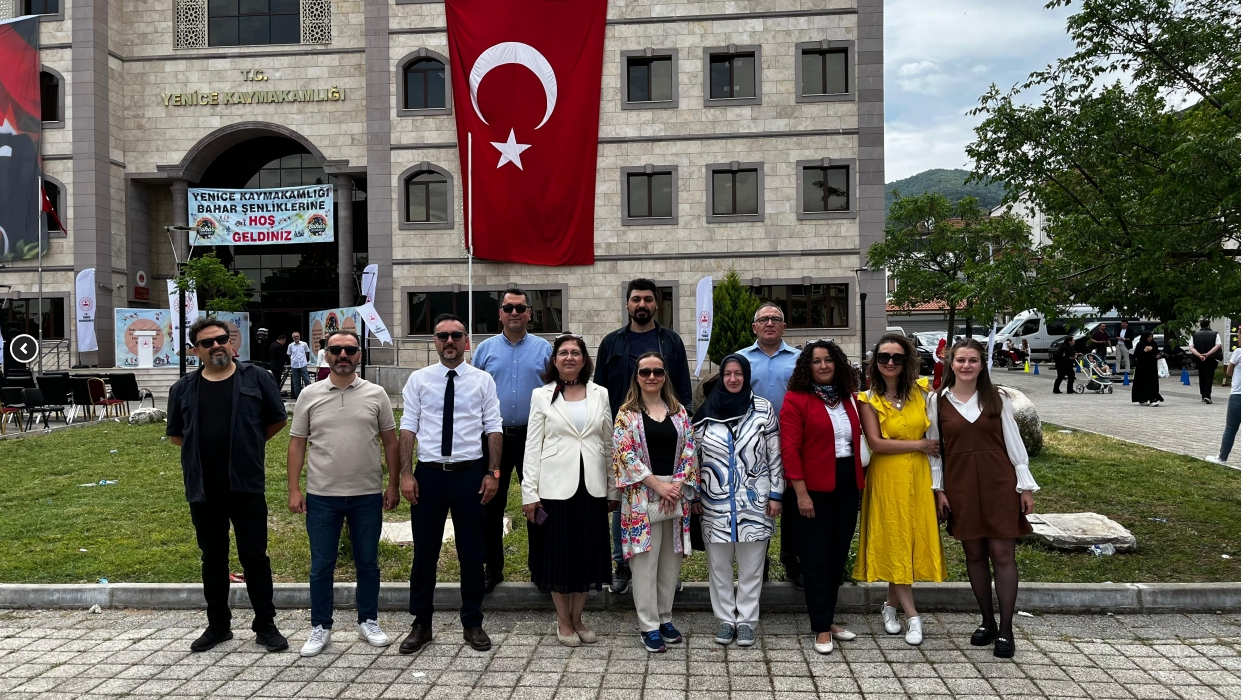 T.C.
YENİCE KAYMAKAMLIĞI
YENİCE KAYMAKAMLIĞI
BAHAR ŞENLİKLERİNE
HOŞ
GELDİNİZ